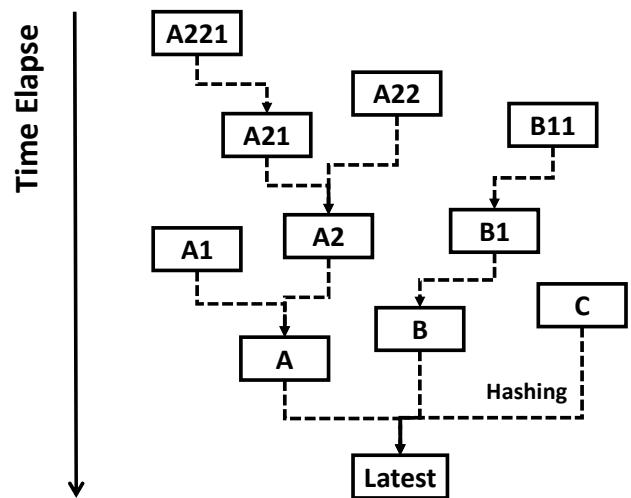 Time Elapse
A221
A22
A21
B11
A1
A2
B1
C
B
A
Hashing
Latest